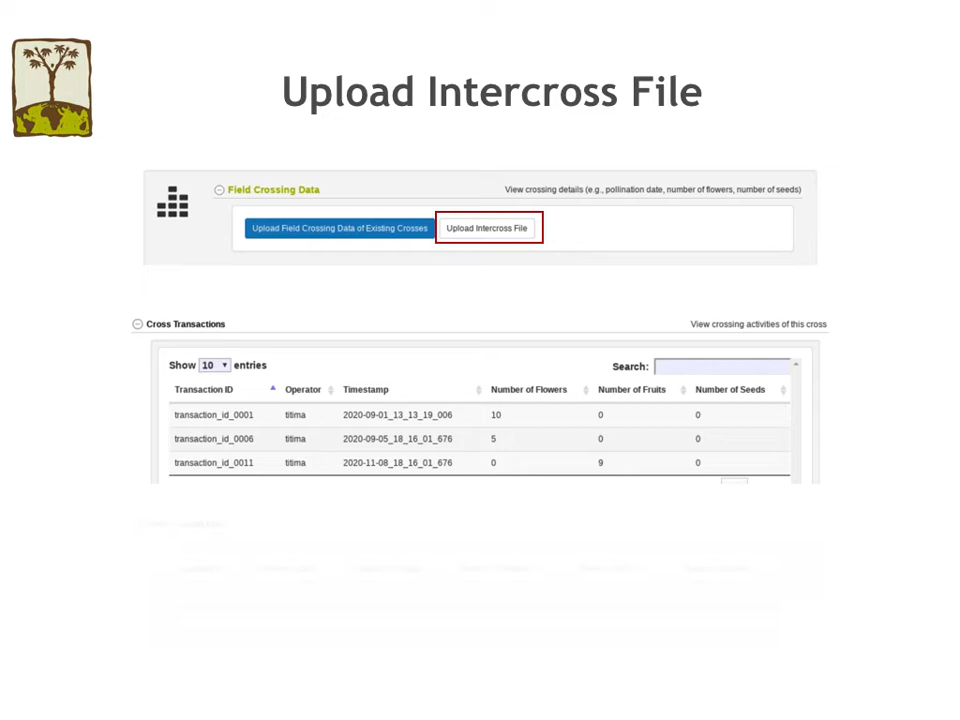 Upload Intercross File
Field Crossing Data View crossing details (e.g., pollination date, number of flowers, number of seeds)
Upload Field Crossing Data of Existing Crosses Upload Intercross File
Cross Transactions View crossing activities of this cross
Show 10 entries Search:
Transaction ID Operator Timestamp Number of Flowers Number of Fruits Number of Seeds
transaction_id_0001 titima 2020-09-01_13_13_19_006 10 0 0
transaction_id_0006 titima 2020-09-05_18_16_01_676 5 0 0
transaction_id_0011 titima 2020-11-08_18_16_01_676 0 9 0